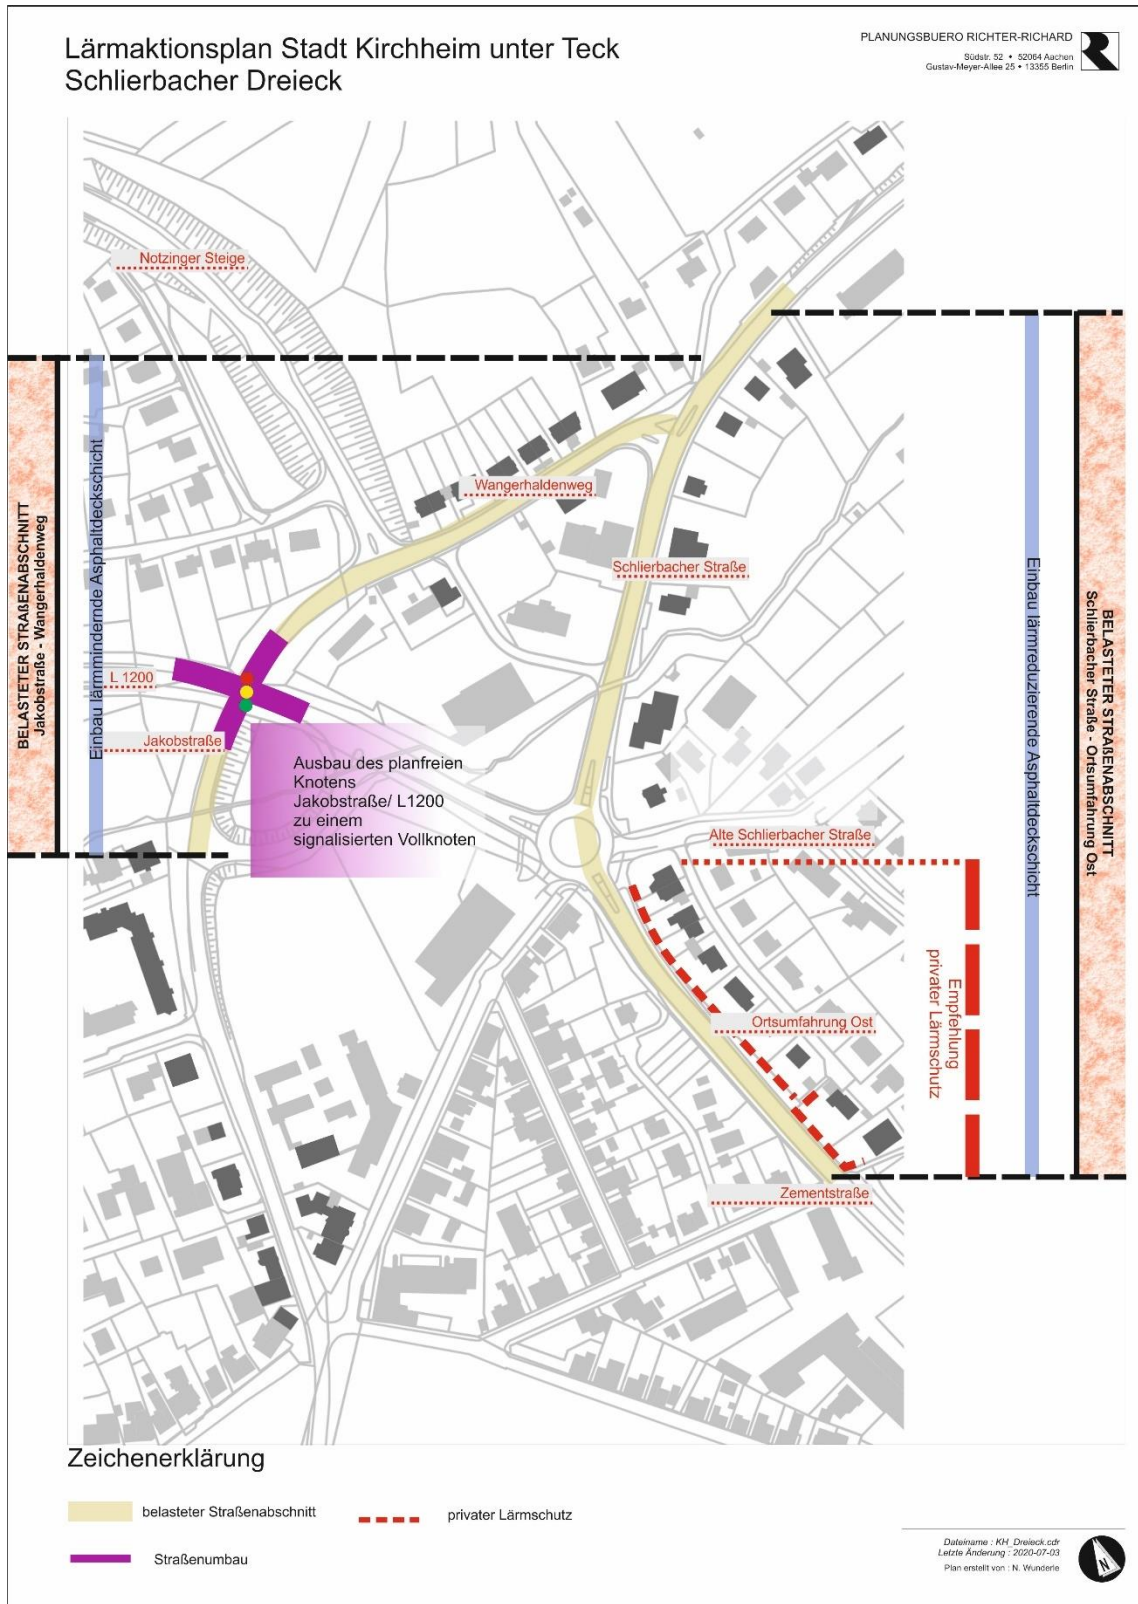 Lärmaktionsplan Stadt Kirchheim unter Teck
Schlierbacher Dreieck
PLANUNGSBUERO RICHTER-RICHARD
Südstr. 52 • 52064 Aachen
Gustav-Meyer-Allee 25 • 13355 Berlin
Notzinger Steige
Wangerhaldenweg
Schlierbacher Straße
L 1200
Jakobstraße
Ausbau des planfreien
Knotens
Jakobstraße/ L1200
zu einem
signalisierten Vollknoten
Alte Schlierbacher Straße
Ortsumfahrung Ost
Zementstraße
BELASTETER STRAßENABSCHNITT
Jakobstraße - Wangerhaldenweg
Einbau lärmmindernde Asphaltdeckschicht
Empfehlung
privater Lärmschutz
Einbau lärmreduzierende Asphaltdeckschicht
BELASTETER STRAßENABSCHNITT
Schlierbacher Straße - Ortsumfahrung Ost
Zeichenerklärung
belasteter Straßenabschnitt
privater Lärmschutz
Straßenumbau
Dateiname : KH_Dreieck.cdr
Letzte Änderung : 2020-07-03
Plan erstellt von : N. Wunderle
N